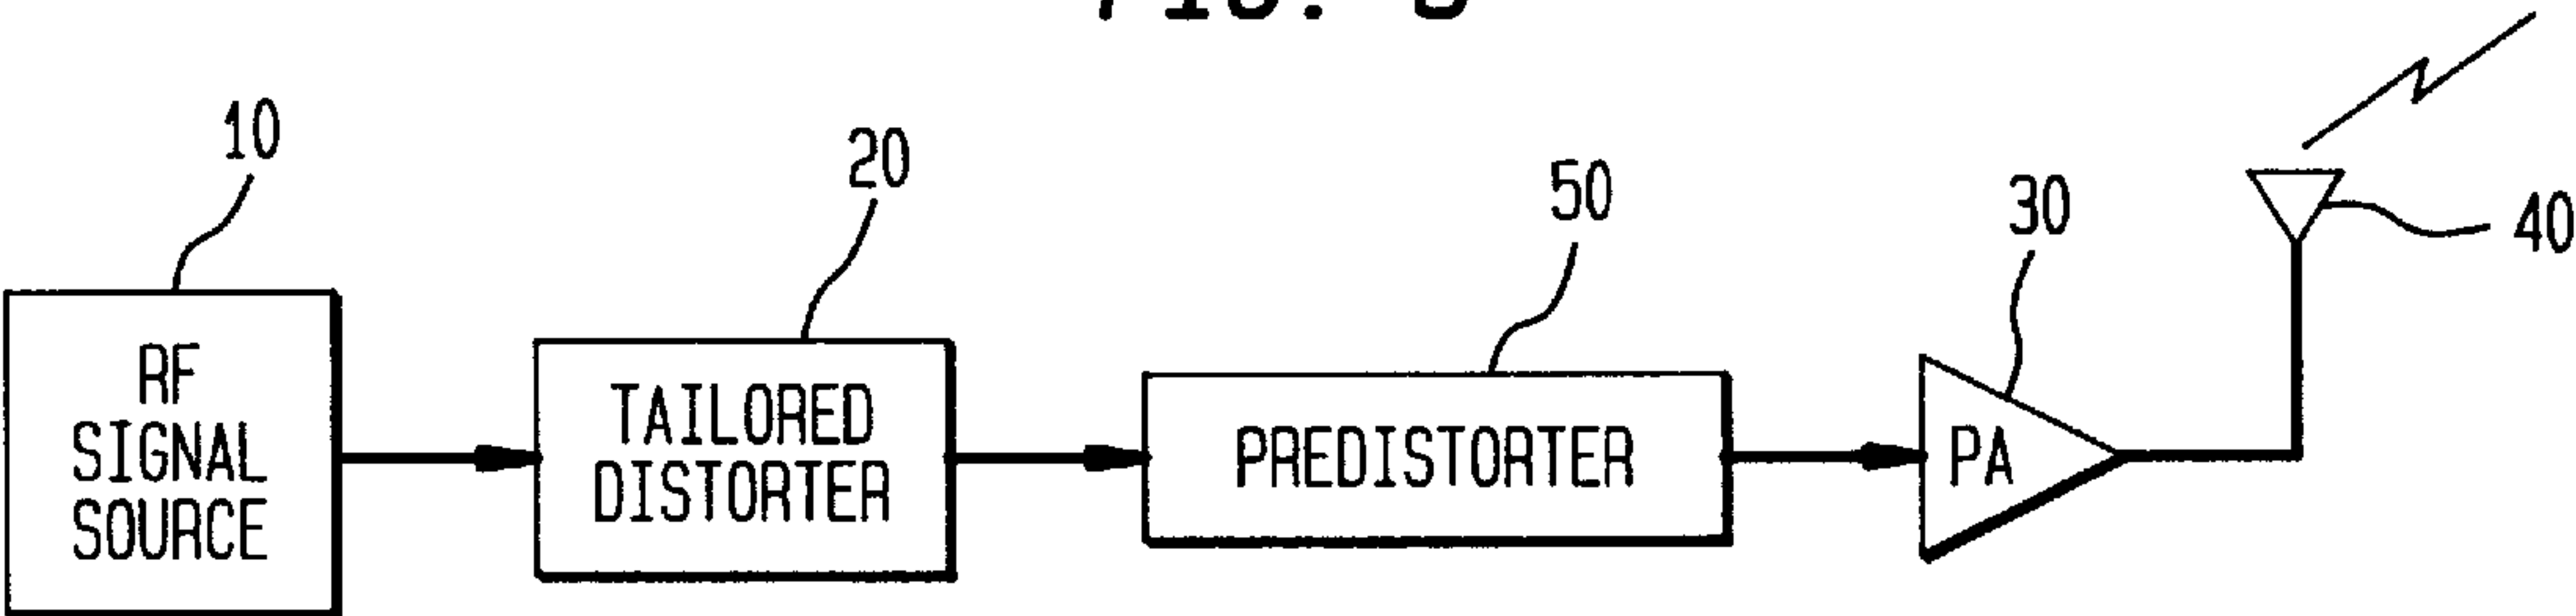 10
20
50
30
40
RF
SIGNAL
SOURCE
TAILORED
DISTORTER
PREDISTORTER
PA